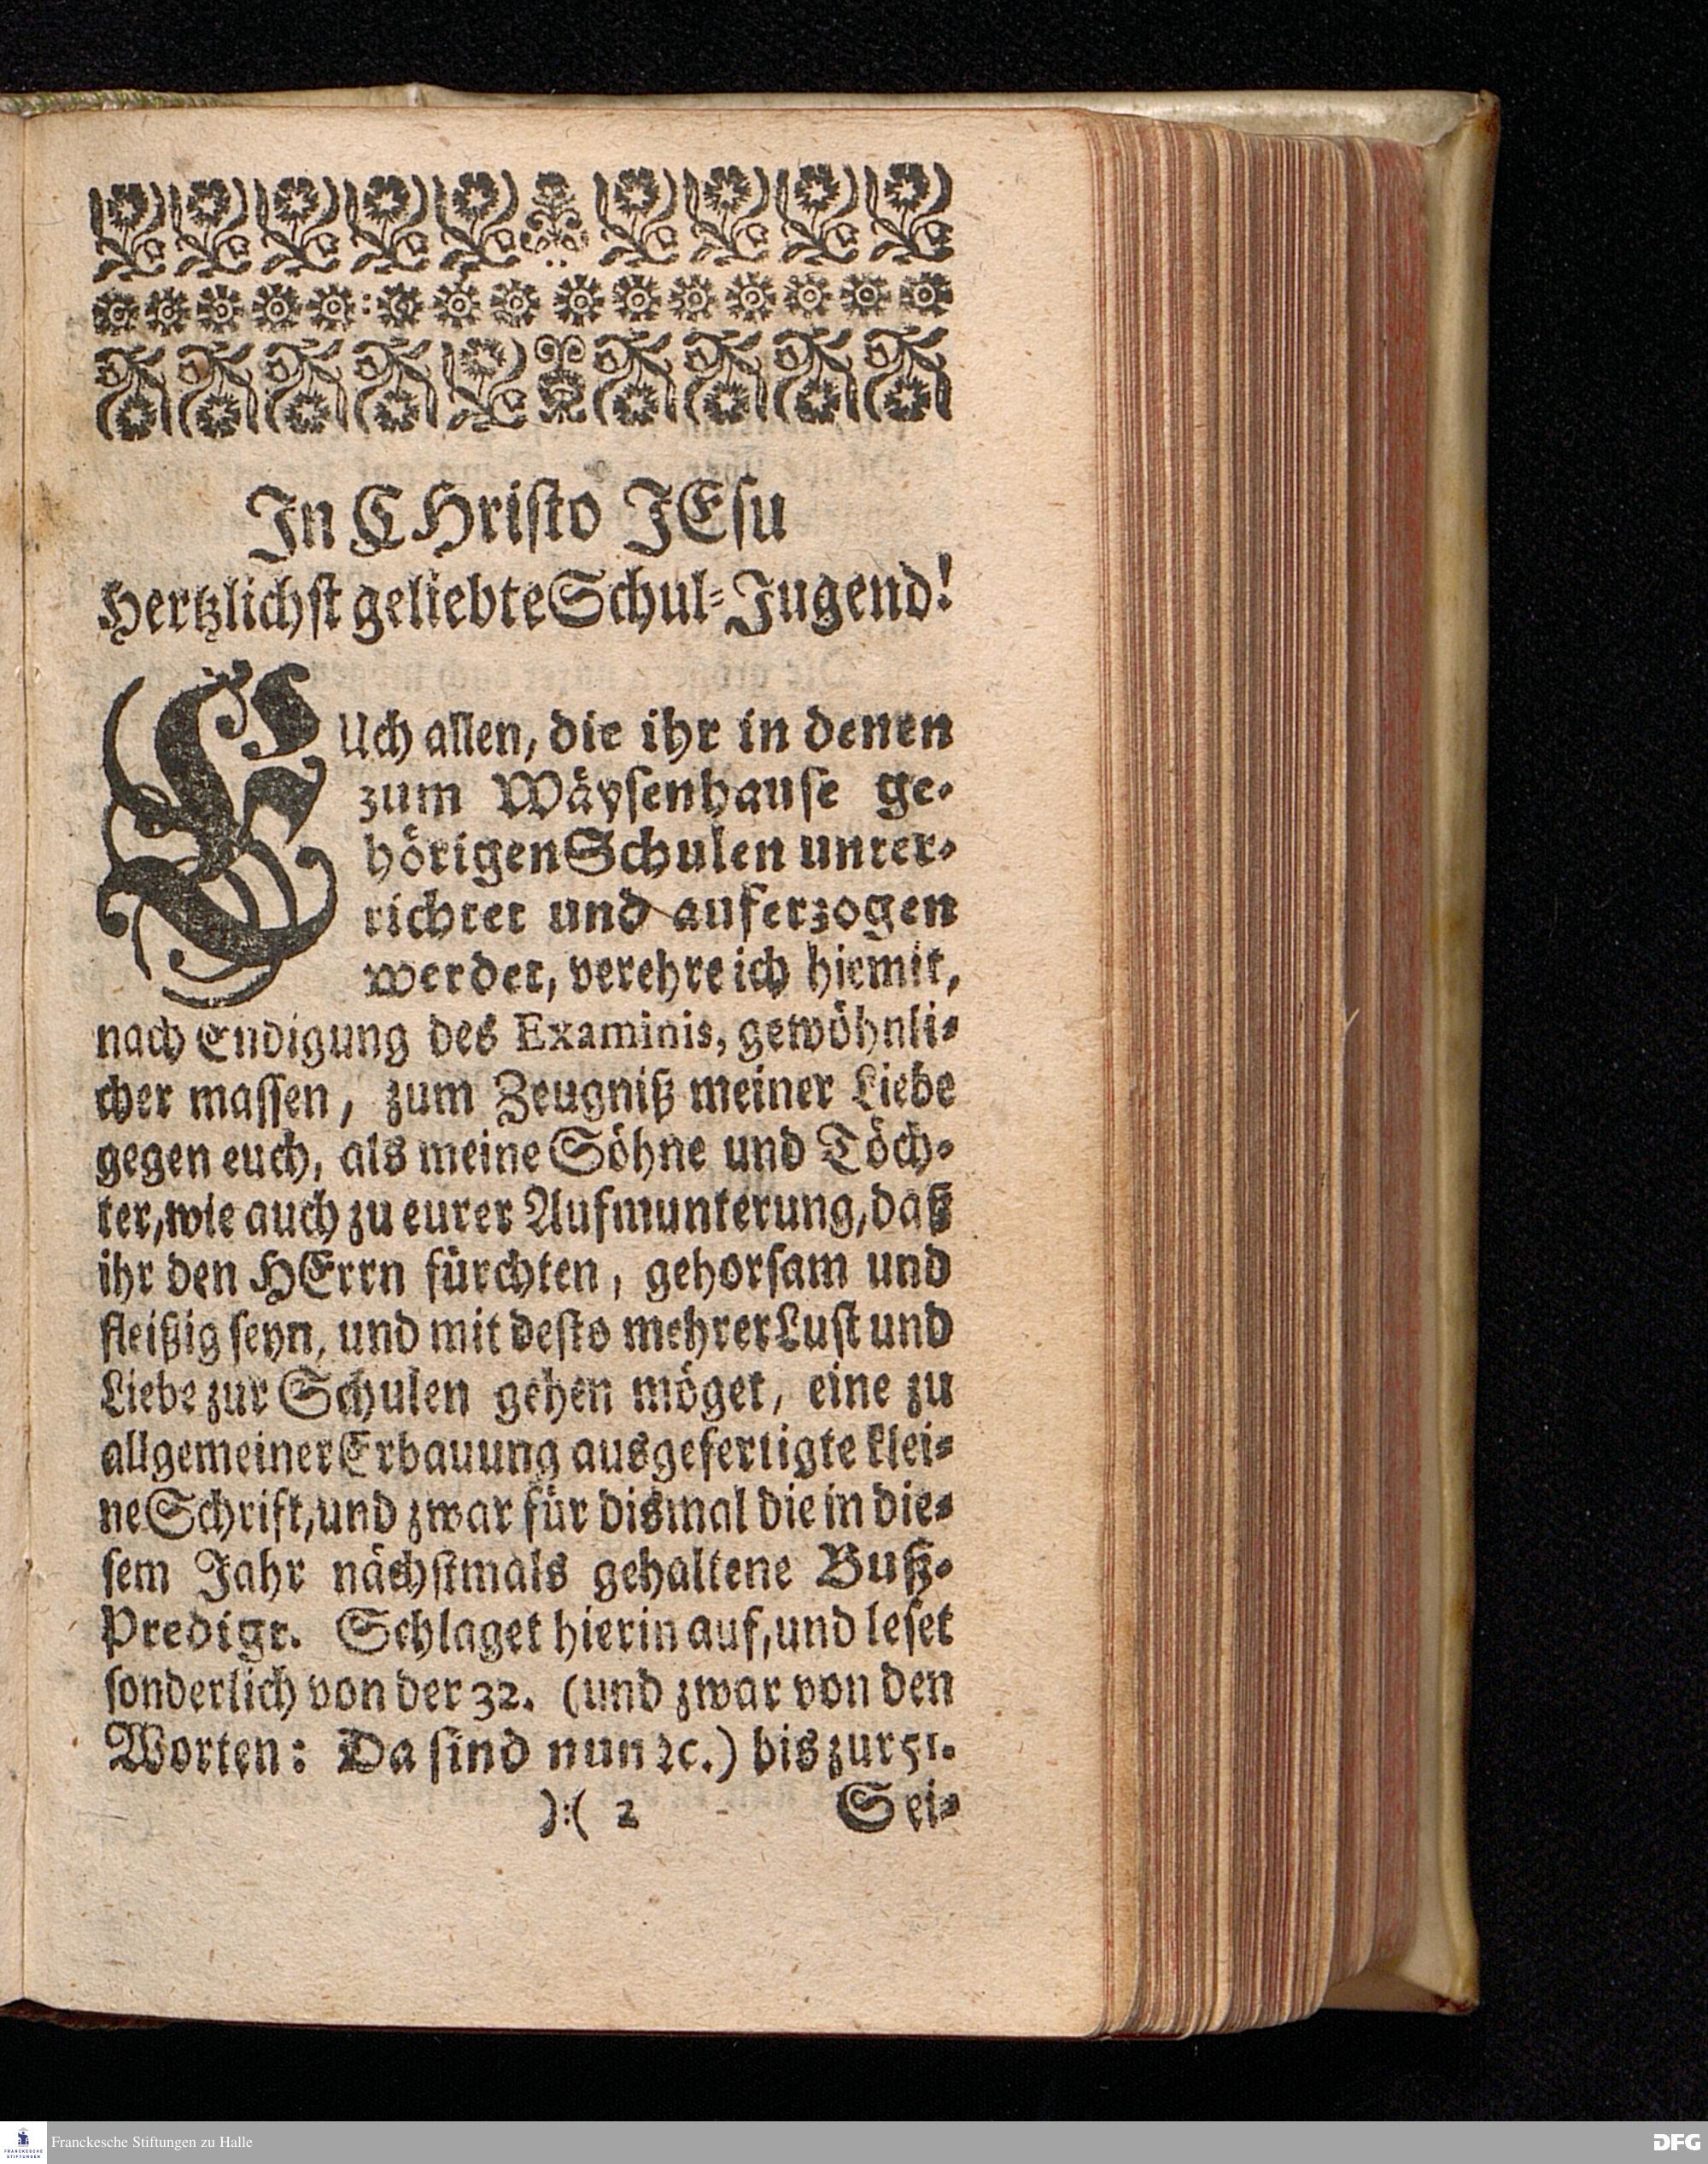 In CHristo JEsu
Hertzlichst geliebte Schul-Jugend!
EUch allen, die ihr in denen
zum Wäysenhause ge-
hörigen Schulen unter-
richtet und auferzogen
werdet, verehre ich hiemit,
nach Endigung des Examinis, gewöhnli-
cher massen, zum Zeugniß meiner Liebe
gegen euch, als meine Söhne und Töch-
ter, wie auch zu eurer Aufmunterung, daß
ihr den HErrn fürchten, gehorsam und
fleißig seyn, und mit desto mehrer Lust und
Liebe zur Schulen gehen möget, eine zu
allgemeiner Erbauung ausgefertigte klei-
ne Schrift, und zwar für dismal die in die-
sem Jahr nächstmals gehaltene Buß-
Predigt. Schlaget hierin auf, und leset
sonderlich von der 32. (und zwar von den
Worten: Da sind nun ꝛc.) bis zur 51.
):( 2 Sei-
FRANCKESCHE STIFTUNGEN
Franckesche Stiftungen zu Halle
DFG